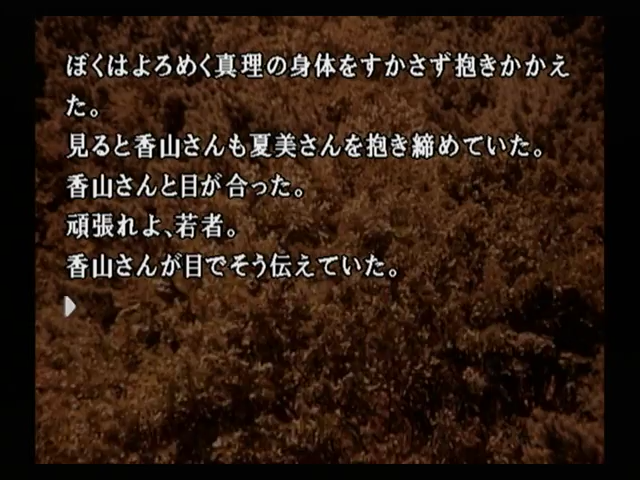 ぼくはよろめく真理の身体をすかさず抱きかかえ
た。
見ると香山さんも夏美さんを抱き締めていた。
香山さんと目が合った。
頑張れよ、若者。
香山さんが目でそう伝えていた。